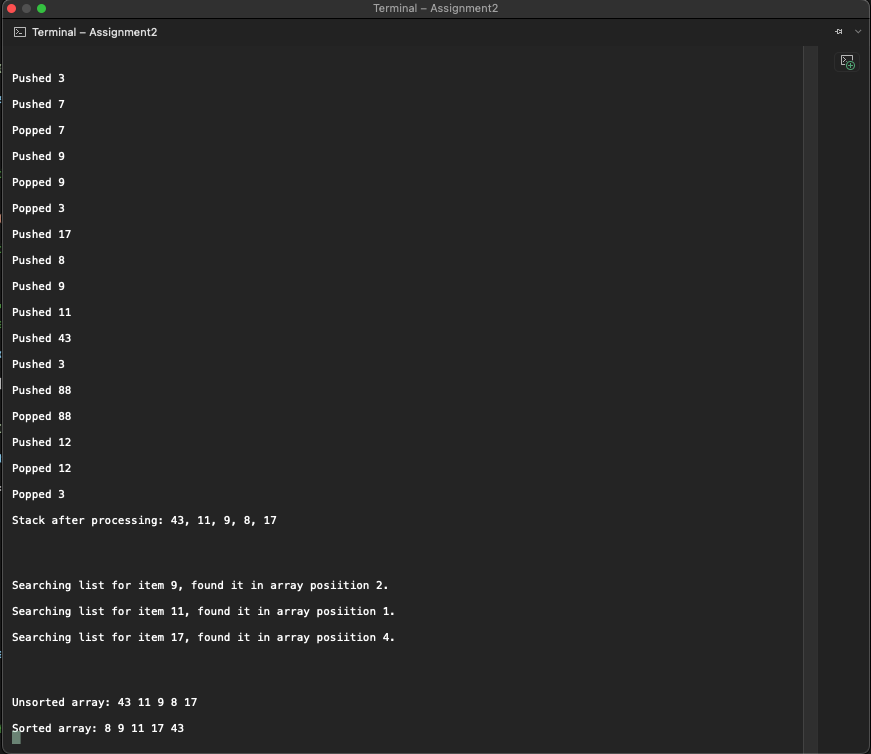 Terminal – Assignment2
Terminal – Assignment2
Pushed 3
Pushed 7
Popped 7
Pushed 9
Popped 9
Popped 3
Pushed 17
Pushed 8
Pushed 9
Pushed 11
Pushed 43
Pushed 3
Pushed 88
Popped 88
Pushed 12
Popped 12
Popped 3
Stack after processing: 43, 11, 9, 8, 17
Searching list for item 9, found it in array posiition 2.
Searching list for item 11, found it in array posiition 1.
Searching list for item 17, found it in array posiition 4.
Unsorted array: 43 11 9 8 17
Sorted array: 8 9 11 17 43